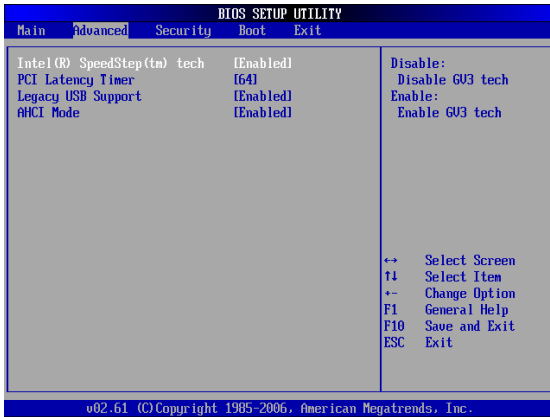 BIOS SETUP UTILITY
Main Advanced Security Boot Exit
Intel(R) SpeedStep(tm) tech [Enabled]
PCI Latency Timer [64]
Legacy USB Support [Enabled]
AHCI Mode [Enabled]
Disable:
Disable GV3 tech
Enable:
Enable GV3 tech
↔ Select Screen
↑↓ Select Item
+- Change Option
F1 General Help
F10 Save and Exit
ESC Exit
v02.61 (C)Copyright 1985-2006, American Megatrends, Inc.